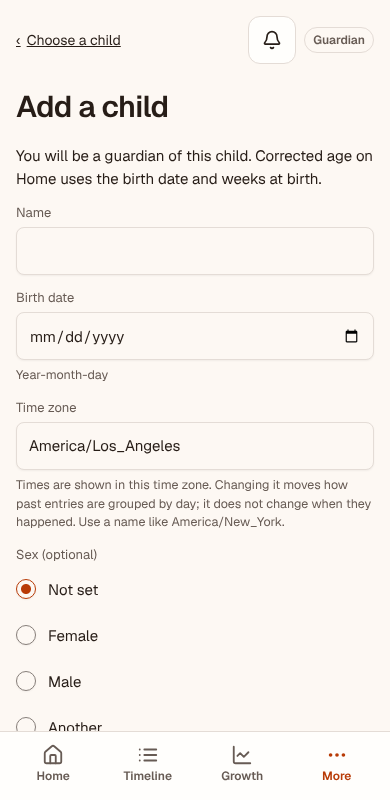 ‹ Choose a child
Guardian
Add a child
You will be a guardian of this child. Corrected age on
Home uses the birth date and weeks at birth.
Name
Birth date
mm/dd/yyyy
Year-month-day
Time zone
America/Los_Angeles
Times are shown in this time zone. Changing it moves how
past entries are grouped by day; it does not change when they
happened. Use a name like America/New_York.
Sex (optional)
Not set
Female
Male
Another
Home
Timeline
Growth
More